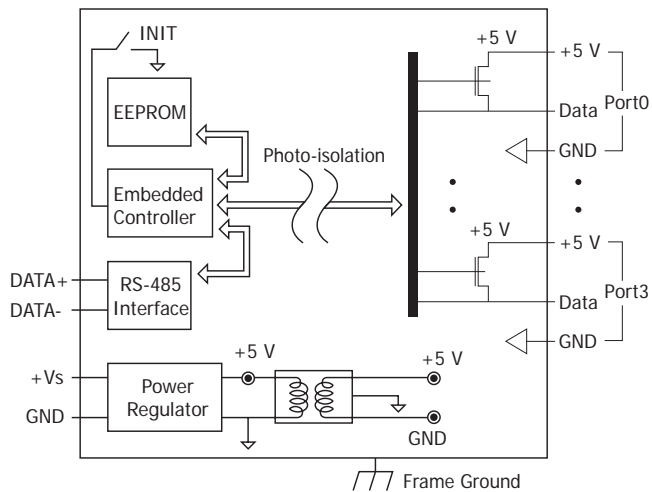 INIT
+5 V
+5 V
EEPROM
Data
Port0
GND
Photo-isolation
Embedded
Controller
+5 V
+5 V
DATA+
DATA-
RS-485
Interface
Data
Port3
GND
+5 V
+5 V
+Vs
GND
Power
Regulator
GND
Frame Ground